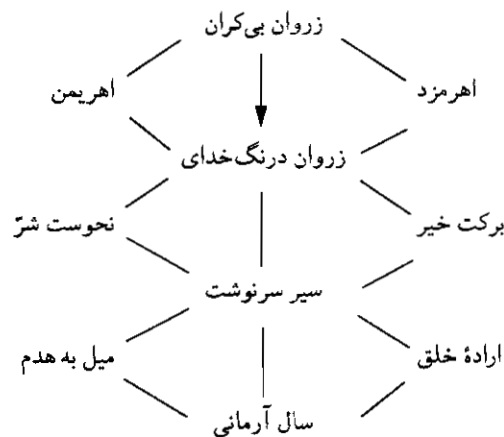 زروان بی‌کران
اهرمزد
اهریمن
زروان درنگ‌خدای
برکت خیر
نحوست شرّ
سیر سرنوشت
ارادهٔ خلق
میل به هدم
سال آرمانی